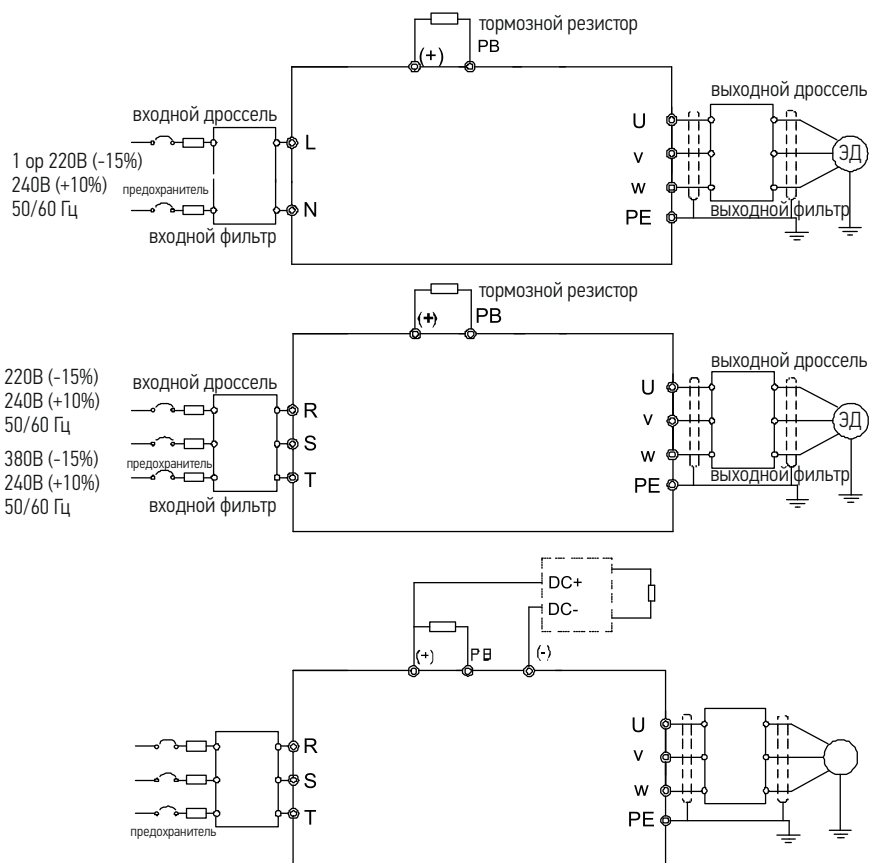 тормозной резистор
(+)
PB
входной дроссель
выходной дроссель
1 ор 220В (-15%)
240В (+10%)
50/60 Гц
предохранитель
L
N
U
v
w
PE
ЭД
входной фильтр
выходной фильтр
тормозной резистор
(+)
PB
220В (-15%)
240В (+10%)
50/60 Гц
380В (-15%)
240В (+10%)
50/60 Гц
входной дроссель
выходной дроссель
предохранитель
R
S
T
U
v
w
PE
ЭД
входной фильтр
выходной фильтр
DC+
DC-
(+)
PB
(-)
R
S
T
предохранитель
U
v
w
PE